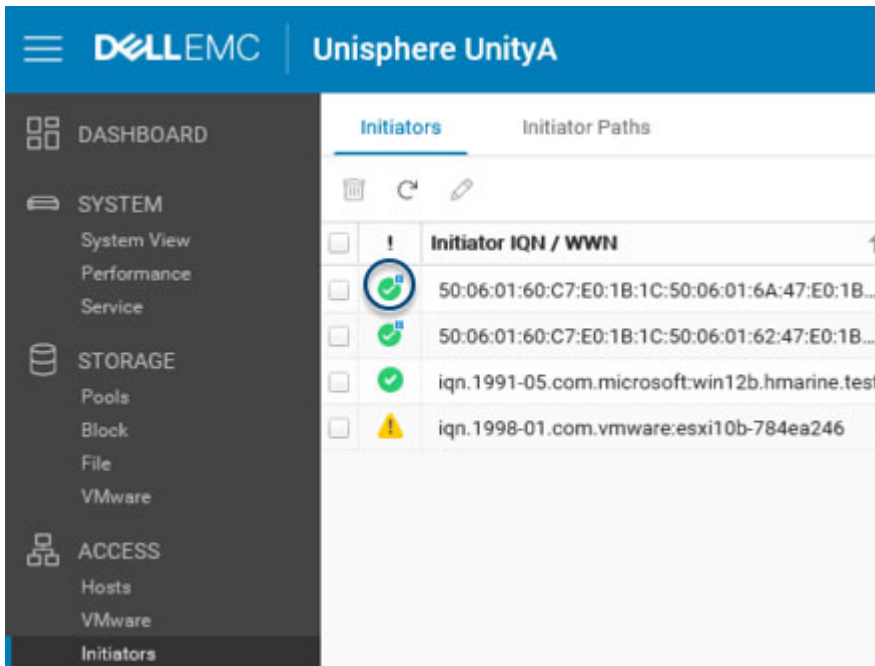 DELLEMC
Unisphere UnityA
DASHBOARD
SYSTEM
System View
Performance
Service
STORAGE
Pools
Block
File
VMware
ACCESS
Hosts
VMware
Initiators
Initiators Initiator Paths
! Initiator IQN / WWN
50:06:01:60:C7:E0:1B:1C:50:06:01:6A:47:E0:1B...
50:06:01:60:C7:E0:1B:1C:50:06:01:62:47:E0:1B...
iqn.1991-05.com.microsoft:win12b.hmarine.test
iqn.1998-01.com.vmware:esxi10b-784ea246